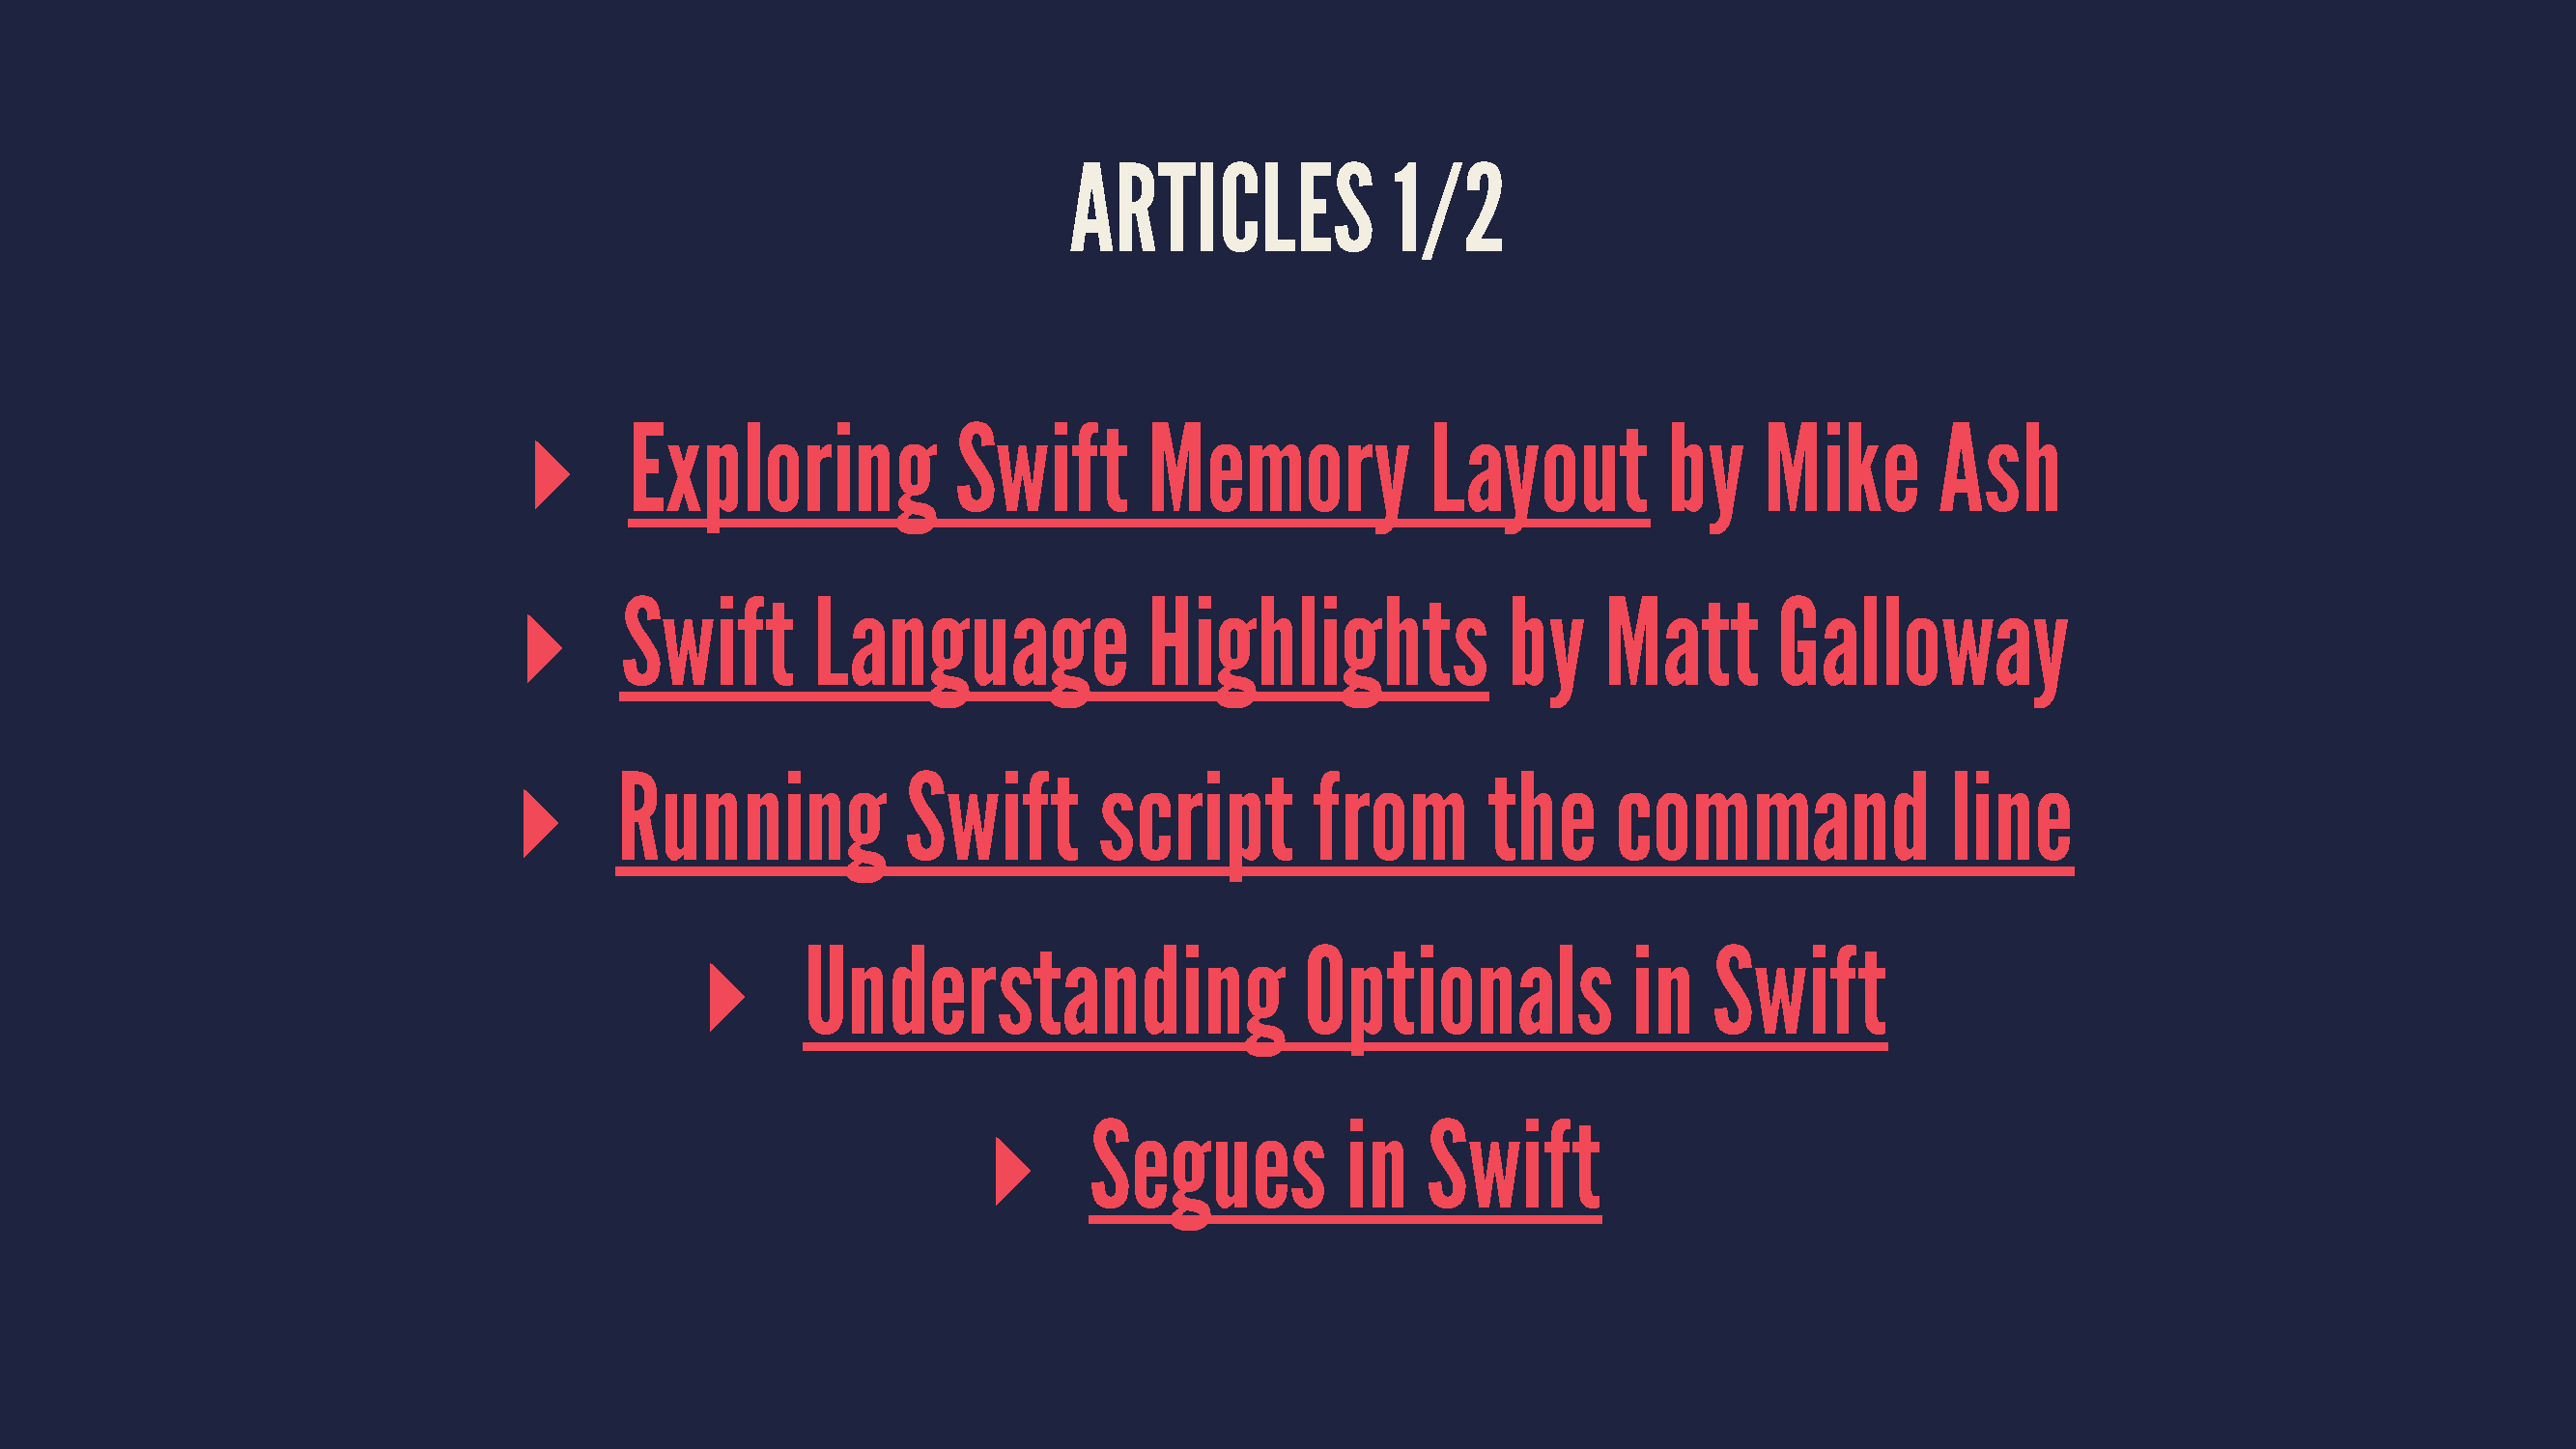 ARTICLES 1/2
▸ Exploring Swift Memory Layout by Mike Ash
▸ Swift Language Highlights by Matt Galloway
▸ Running Swift script from the command line
▸ Understanding Optionals in Swift
▸ Segues in Swift